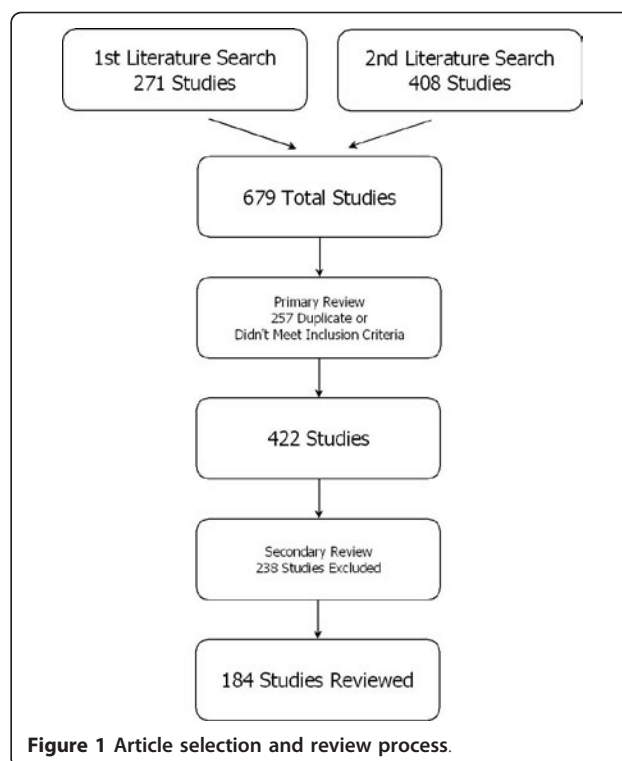 1st Literature Search
271 Studies
2nd Literature Search
408 Studies
679 Total Studies
Primary Review
257 Duplicate or
Didn't Meet Inclusion Criteria
422 Studies
Secondary Review
238 Studies Excluded
184 Studies Reviewed
Figure 1 Article selection and review process.